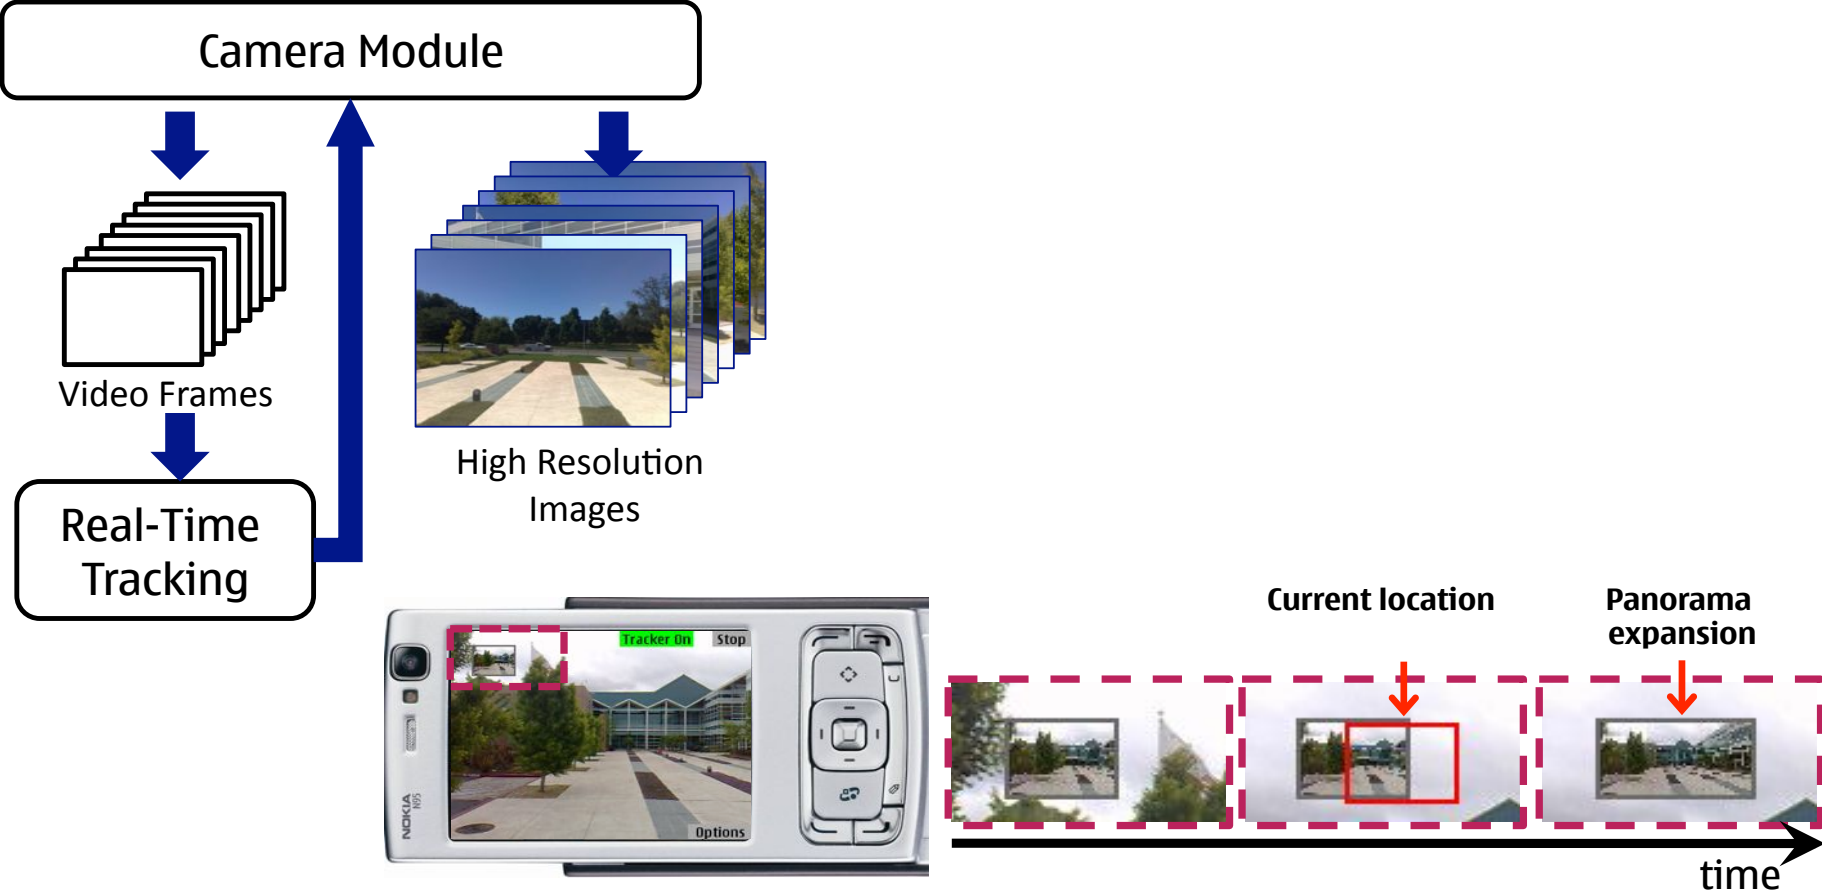 Camera Module
Video Frames
High Resolution
Images
Real-Time
Tracking
Tracker On
Stop
Options
NOKIA
N95
Current location
Panorama
expansion
time